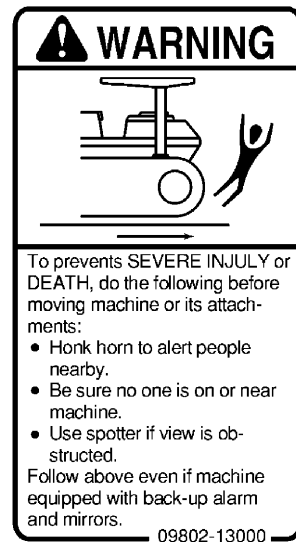 WARNING
To prevents SEVERE INJULY or
DEATH, do the following before
moving machine or its attach-
ments:
• Honk horn to alert people
nearby.
• Be sure no one is on or near
machine.
• Use spotter if view is ob-
structed.
Follow above even if machine
equipped with back-up alarm
and mirrors.
09802-13000